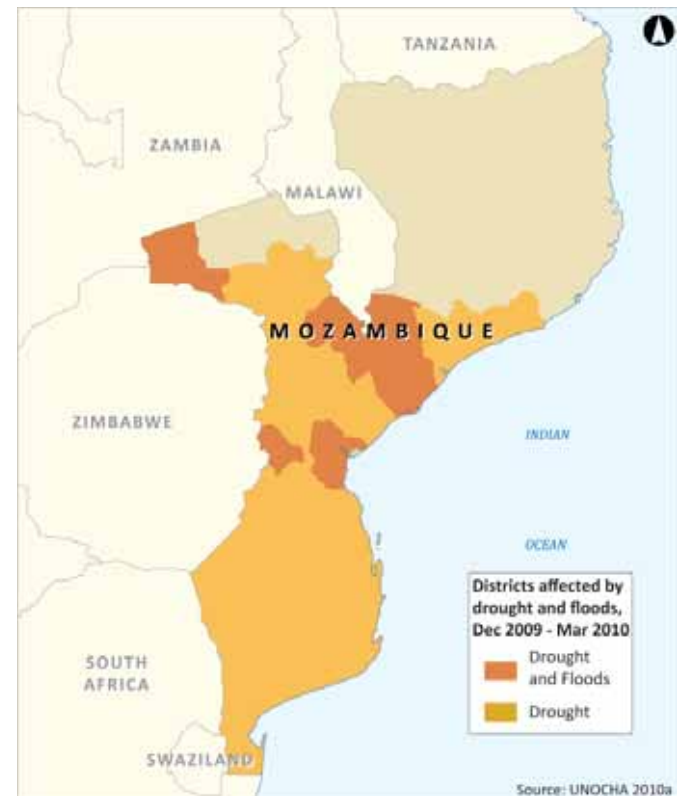 TANZANIA
ZAMBIA
MALAWI
MOZAMBIQUE
ZIMBABWE
INDIAN
OCEAN
Districts affected by
drought and floods,
Dec 2009 - Mar 2010
Drought
and Floods
Drought
SOUTH
AFRICA
SWAZILAND
Source: UNOCHA 2010a